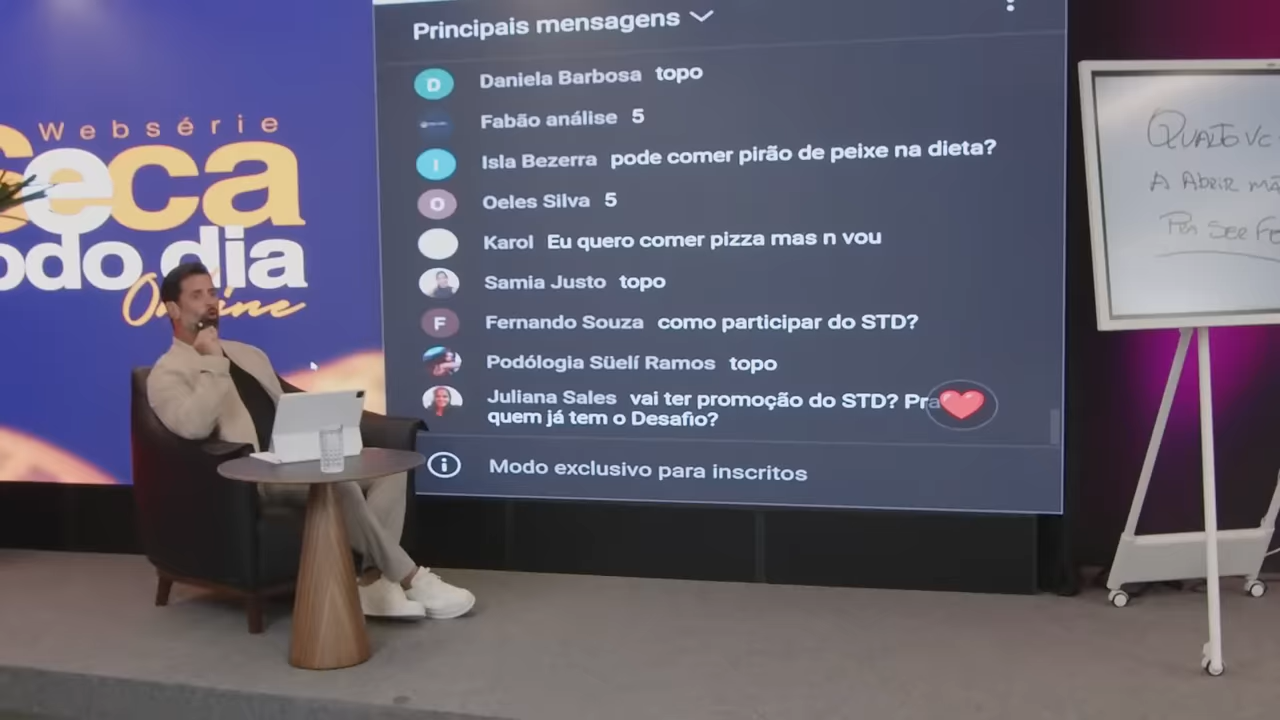 Websérie
eca
odo dia
Online
Principais mensagens
D Daniela Barbosa topo
Fabão análise 5
I Isla Bezerra pode comer pirão de peixe na dieta?
O Oeles Silva 5
Karol Eu quero comer pizza mas n vou
Samia Justo topo
F Fernando Souza como participar do STD?
Podólogia Süelí Ramos topo
Juliana Sales vai ter promoção do STD? Pra
quem já tem o Desafio?
Modo exclusivo para inscritos
QUANTO VC
A ABRIR MÃ